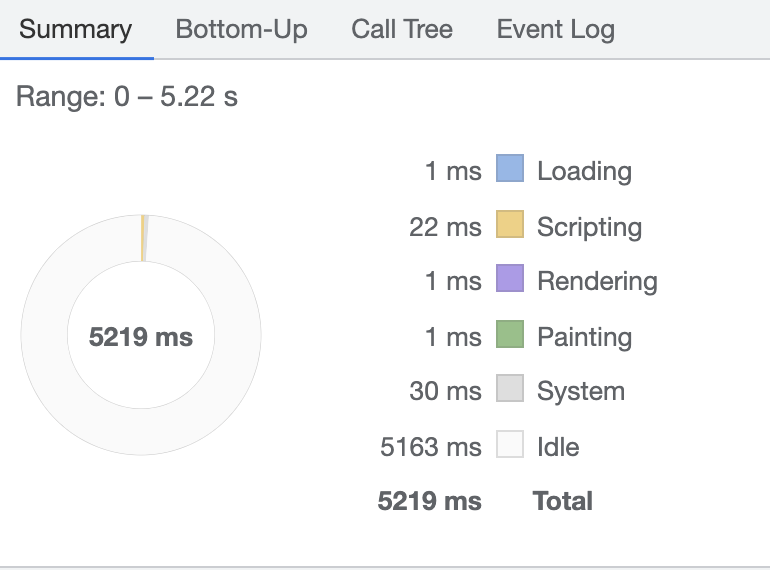 Summary Bottom-Up Call Tree Event Log
Range: 0 – 5.22 s
1 ms Loading
22 ms Scripting
1 ms Rendering
5219 ms
1 ms Painting
30 ms System
5163 ms Idle
5219 ms Total